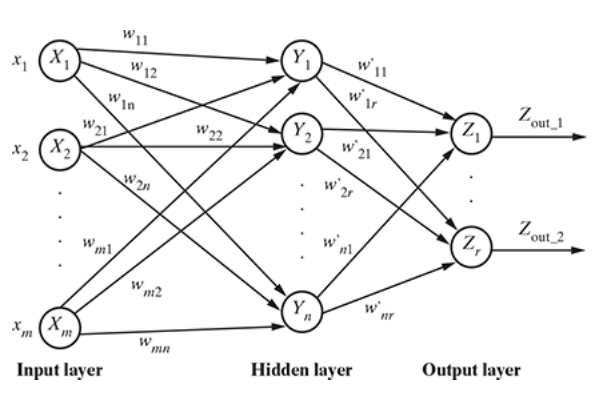 w₁₁
x₁ X₁ Y₁ w`₁₁
w₁₂ w`₁ᵣ
w₁ₙ Z₁ Zout_1
w₂₁ w₂₂ Y₂
x₂ X₂ w`₂₁
w₂ₙ w`₂ᵣ
wₘ₁ w`ₙ₁ Zᵣ Zout_2
wₘ₂
xₘ Xₘ Yₙ w`ₙᵣ
wₘₙ
Input layer Hidden layer Output layer